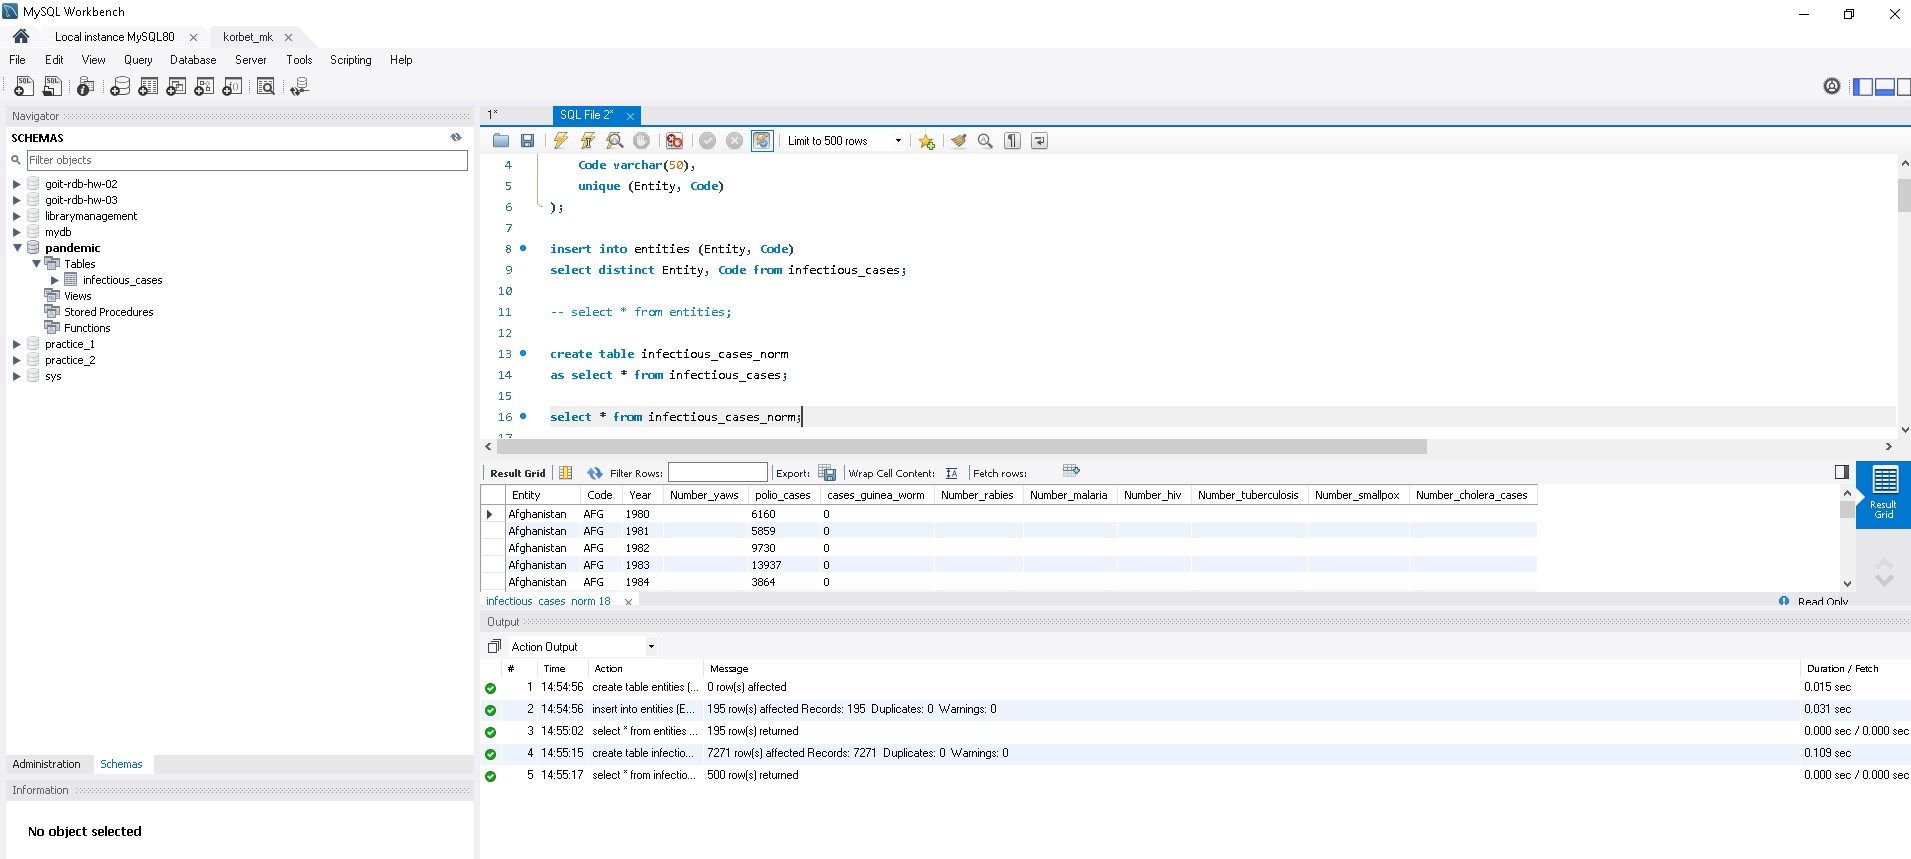 MySQL Workbench
Local instance MySQL80
korbet_mk
File Edit View Query Database Server Tools Scripting Help
Navigator
SCHEMAS
Filter objects
goit-rdb-hw-02
goit-rdb-hw-03
librarymanagement
mydb
pandemic
Tables
infectious_cases
Views
Stored Procedures
Functions
practice_1
practice_2
sys
Administration Schemas
Information
No object selected
1*
SQL File 2*
Limit to 500 rows
4 Code varchar(50),
5 unique (Entity, Code)
6 );
7
8 insert into entities (Entity, Code)
9 select distinct Entity, Code from infectious_cases;
10
11 -- select * from entities;
12
13 create table infectious_cases_norm
14 as select * from infectious_cases;
15
16 select * from infectious_cases_norm;
17
Result Grid Filter Rows: Export: Wrap Cell Content: Fetch rows:
Entity Code Year Number_yaws polio_cases cases_guinea_worm Number_rabies Number_malaria Number_hiv Number_tuberculosis Number_smallpox Number_cholera_cases
Afghanistan AFG 1980 6160 0
Afghanistan AFG 1981 5859 0
Afghanistan AFG 1982 9730 0
Afghanistan AFG 1983 13937 0
Afghanistan AFG 1984 3864 0
Result Grid
infectious_cases_norm 18
Read Only
Output
Action Output
# Time Action Message Duration / Fetch
1 14:54:56 create table entities (... 0 row(s) affected 0.015 sec
2 14:54:56 insert into entities (E... 195 row(s) affected Records: 195 Duplicates: 0 Warnings: 0 0.031 sec
3 14:55:02 select * from entities ... 195 row(s) returned 0.000 sec / 0.000 sec
4 14:55:15 create table infectio... 7271 row(s) affected Records: 7271 Duplicates: 0 Warnings: 0 0.109 sec
5 14:55:17 select * from infectio... 500 row(s) returned 0.000 sec / 0.000 sec